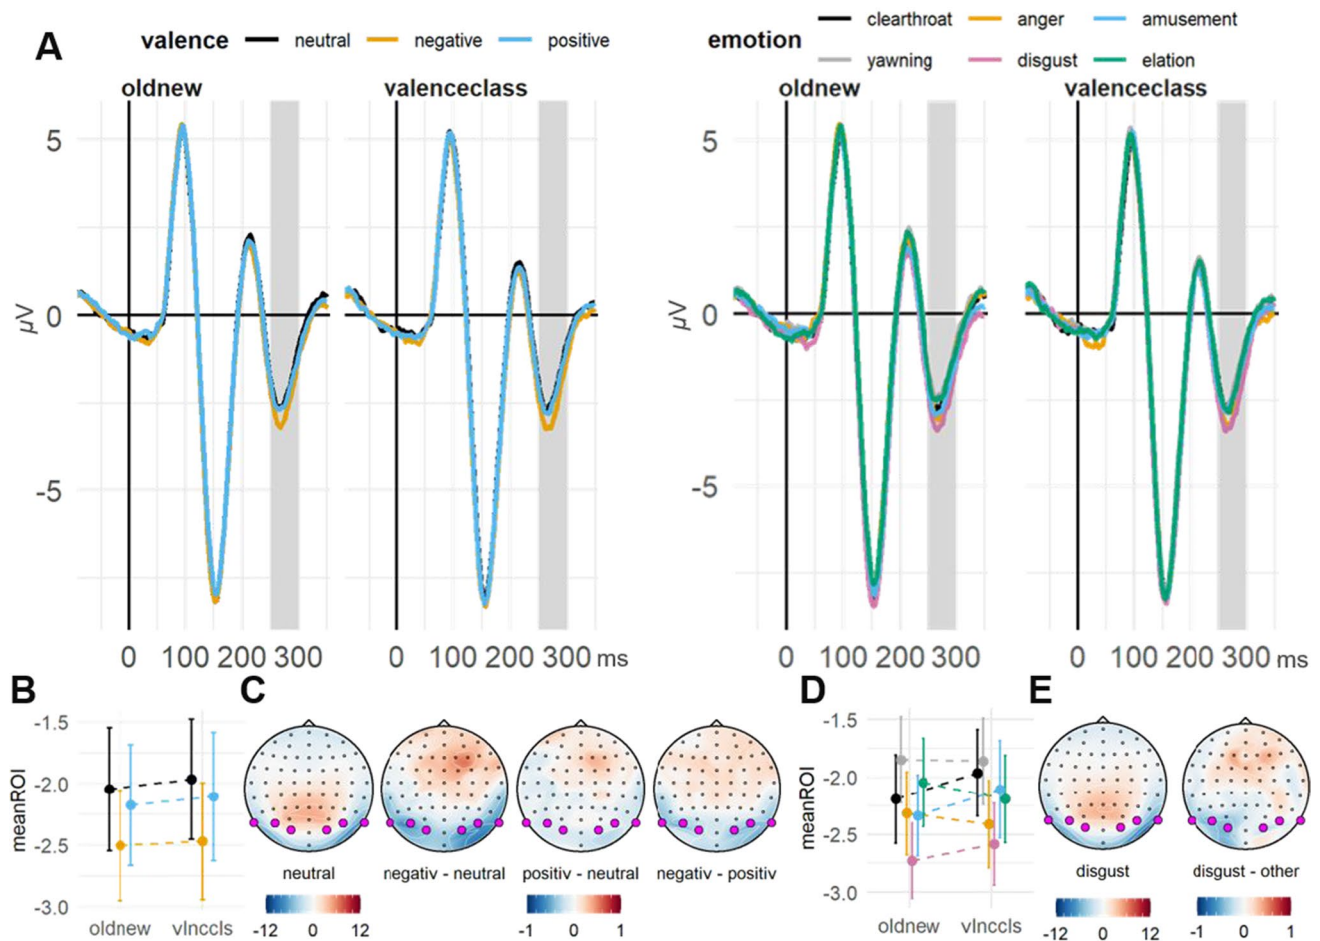 A
valence neutral negative positive
oldnew valenceclass
5
0
-5
μV
0 100 200 300 0 100 200 300 ms
emotion clearthroat anger amusement
yawning disgust elation
oldnew valenceclass
5
0
-5
μV
0 100 200 300 0 100 200 300 ms
B
meanROI
-1.5
-2.0
-2.5
-3.0
oldnew vlnccls
C
neutral negativ - neutral positiv - neutral negativ - positiv
-12 0 12 -1 0 1
D
meanROI
-1.5
-2.0
-2.5
-3.0
oldnew vlnccls
E
disgust disgust - other
-12 0 12 -1 0 1